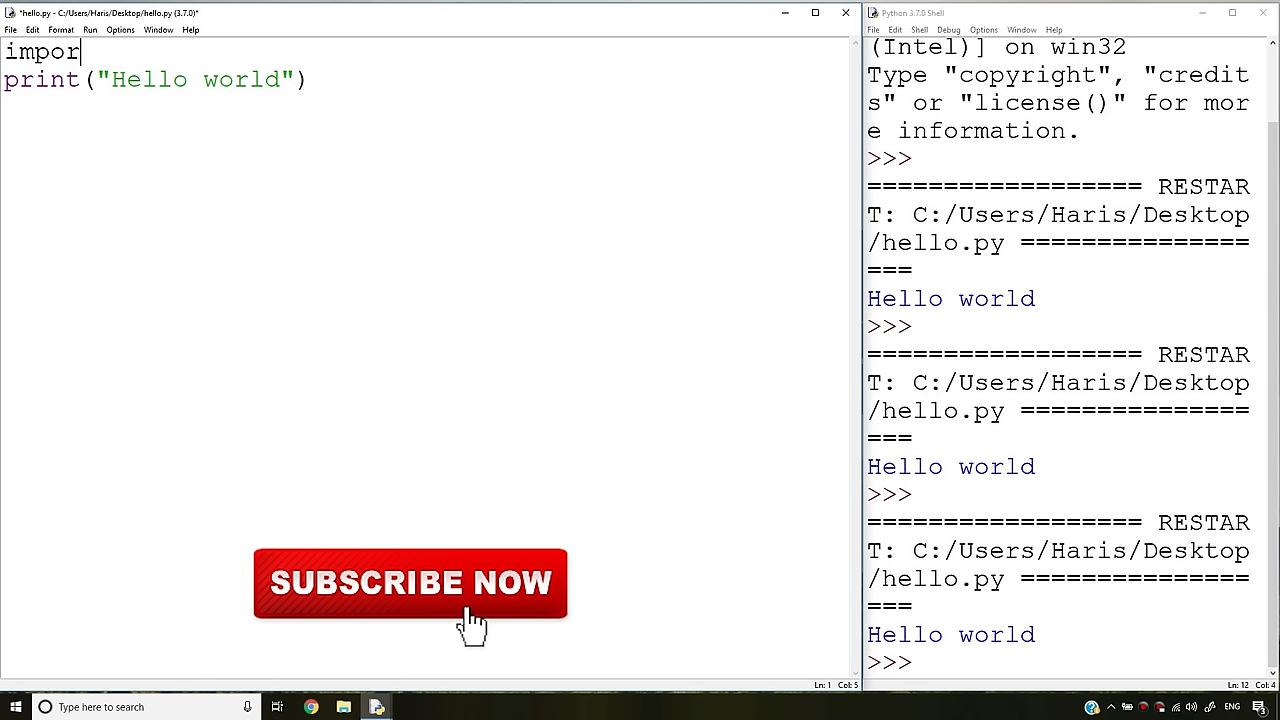 *hello.py - C:/Users/Haris/Desktop/hello.py (3.7.0)*
File Edit Format Run Options Window Help
impor
print("Hello world")
SUBSCRIBE NOW
Ln: 1 Col: 5
Python 3.7.0 Shell
File Edit Shell Debug Options Window Help
(Intel)] on win32
Type "copyright", "credit
s" or "license()" for mor
e information.
>>>
================== RESTAR
T: C:/Users/Haris/Desktop
/hello.py ===============
===
Hello world
>>>
================== RESTAR
T: C:/Users/Haris/Desktop
/hello.py ===============
===
Hello world
>>>
================== RESTAR
T: C:/Users/Haris/Desktop
/hello.py ===============
===
Hello world
>>>
Ln: 12 Col: 4
Type here to search
ENG